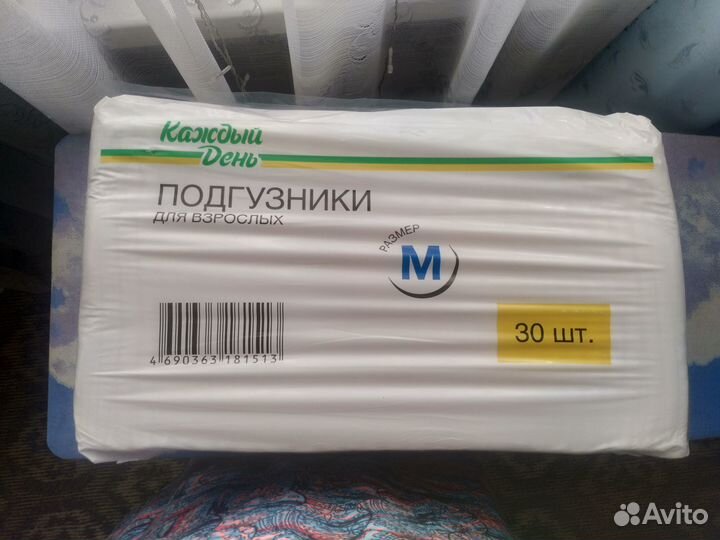 Каждый
День
ПОДГУЗНИКИ
ДЛЯ ВЗРОСЛЫХ
РАЗМЕР
M
30 шт.
4 690363 181513
Avito